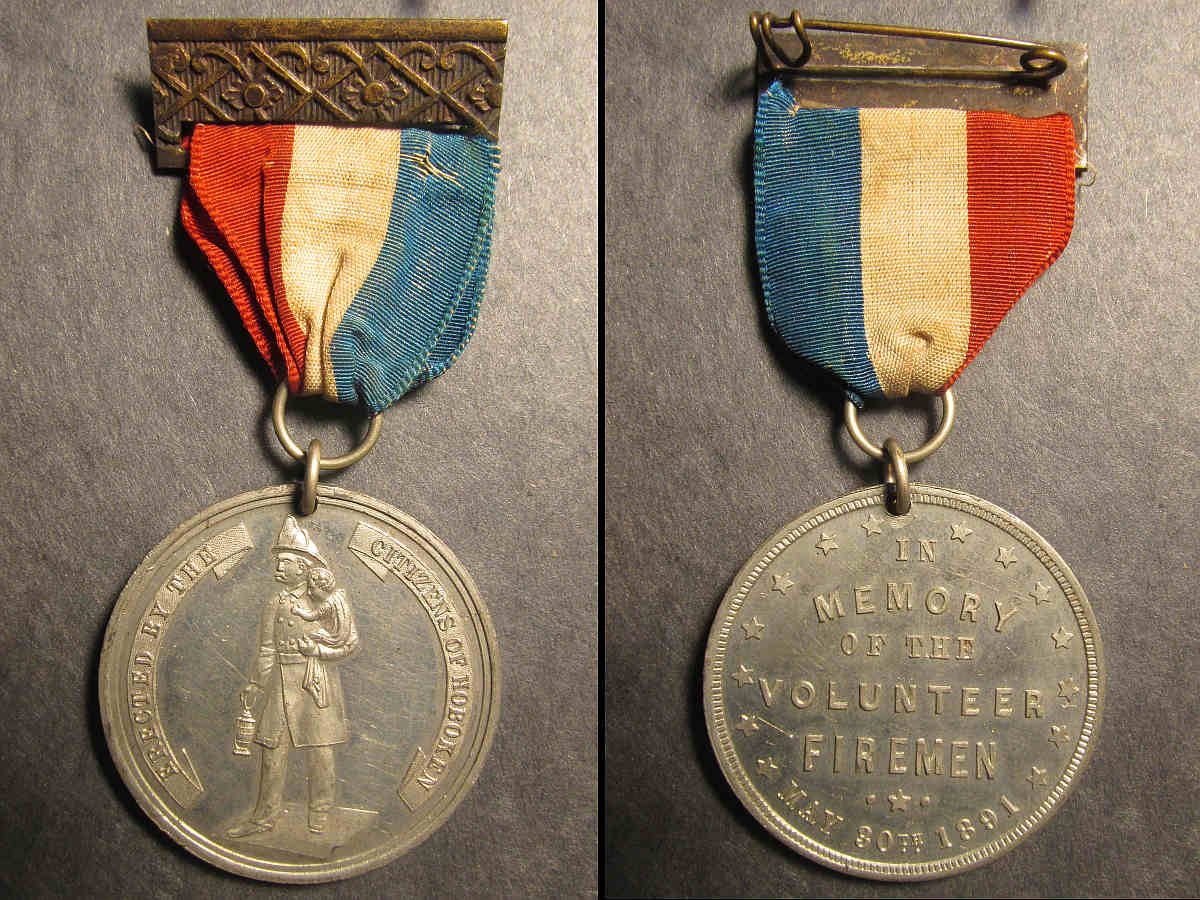 ERECTED BY THE
CITIZENS OF HOBOKEN
IN
MEMORY
OF THE
VOLUNTEER
FIREMEN
MAY 30TH 1891